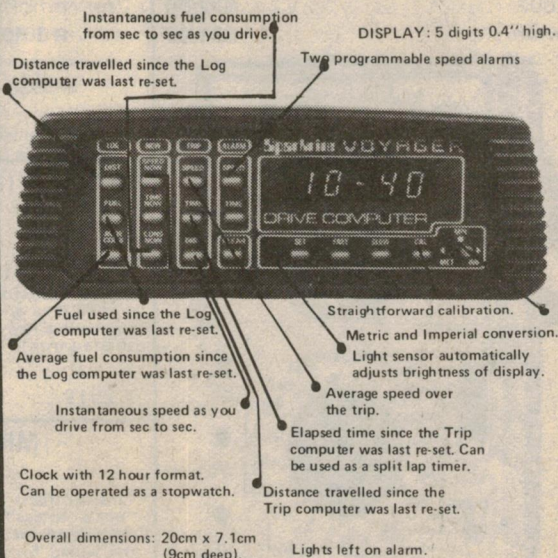 Instantaneous fuel consumption
from sec to sec as you drive.
DISPLAY: 5 digits 0.4'' high.
Distance travelled since the Log
computer was last re-set.
Two programmable speed alarms
LOG NOW TRIP ALARM
Sparkrite VOYAGER
DIST SPEED NOW SPEED SPEED
10-40
FUEL TIME NOW TIME TIME
DRIVE COMPUTER
CONS NOW CLEAR
SET FAST SLOW CAL
MET
Straightforward calibration.
Fuel used since the Log
computer was last re-set.
Metric and Imperial conversion.
Average fuel consumption since
the Log computer was last re-set.
Light sensor automatically
adjusts brightness of display.
Average speed over
the trip.
Instantaneous speed as you
drive from sec to sec.
Elapsed time since the Trip
computer was last re-set. Can
be used as a split lap timer.
Clock with 12 hour format.
Can be operated as a stopwatch.
Distance travelled since the
Trip computer was last re-set.
Overall dimensions: 20cm x 7.1cm
(9cm deep)
Lights left on alarm.